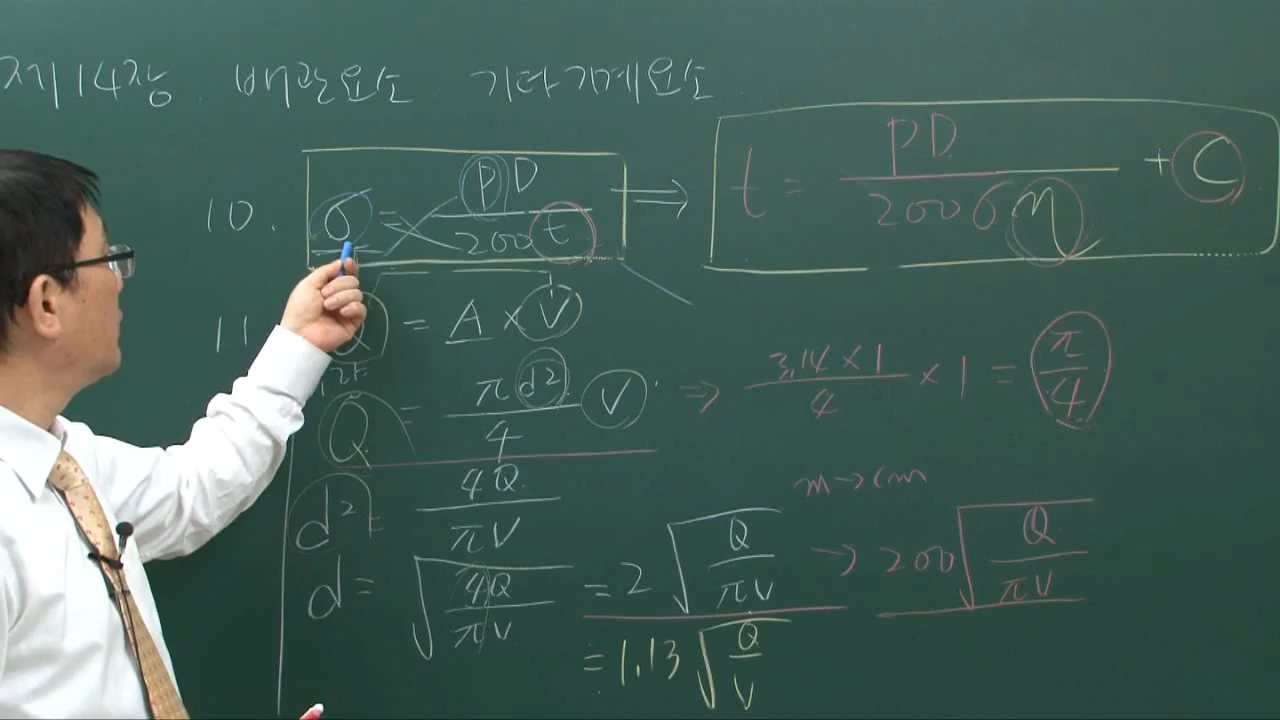 제14장 배관요소 기타기계요소
10. σ = PD / 200t ⇒ t = PD / 200ση + C
11. Q = A × V
Q = πd² / 4 V ⇒ 3.14 × 1 / 4 × 1 = π / 4
d² = 4Q / πV
m → cm
d = √(4Q / πV) = 2√(Q / πV) → 200√(Q / πV)
= 1.13√(Q / V)